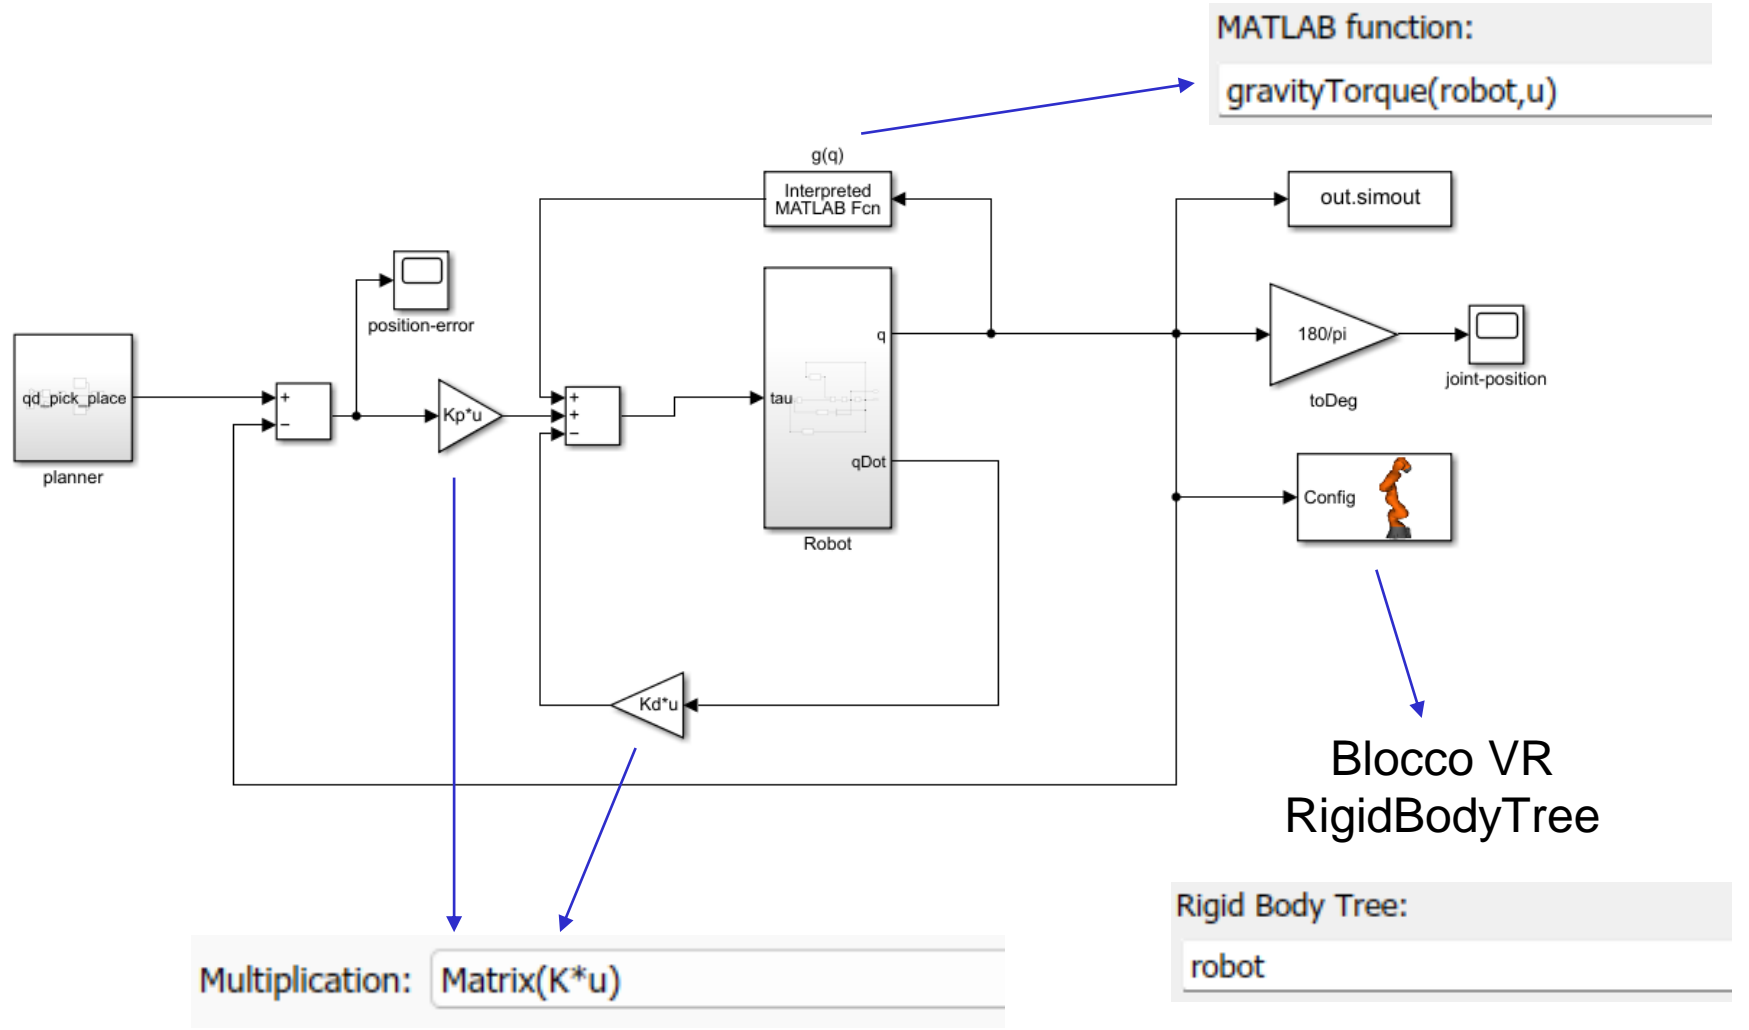 MATLAB function:
gravityTorque(robot,u)
g(q)
Interpreted
MATLAB Fcn
out.simout
position-error
qd_pick_place
planner
+
−
Kp*u
+
+
−
tau
q
qDot
Robot
180/pi
toDeg
joint-position
Config
Kd*u
Blocco VR
RigidBodyTree
Rigid Body Tree:
robot
Multiplication: Matrix(K*u)